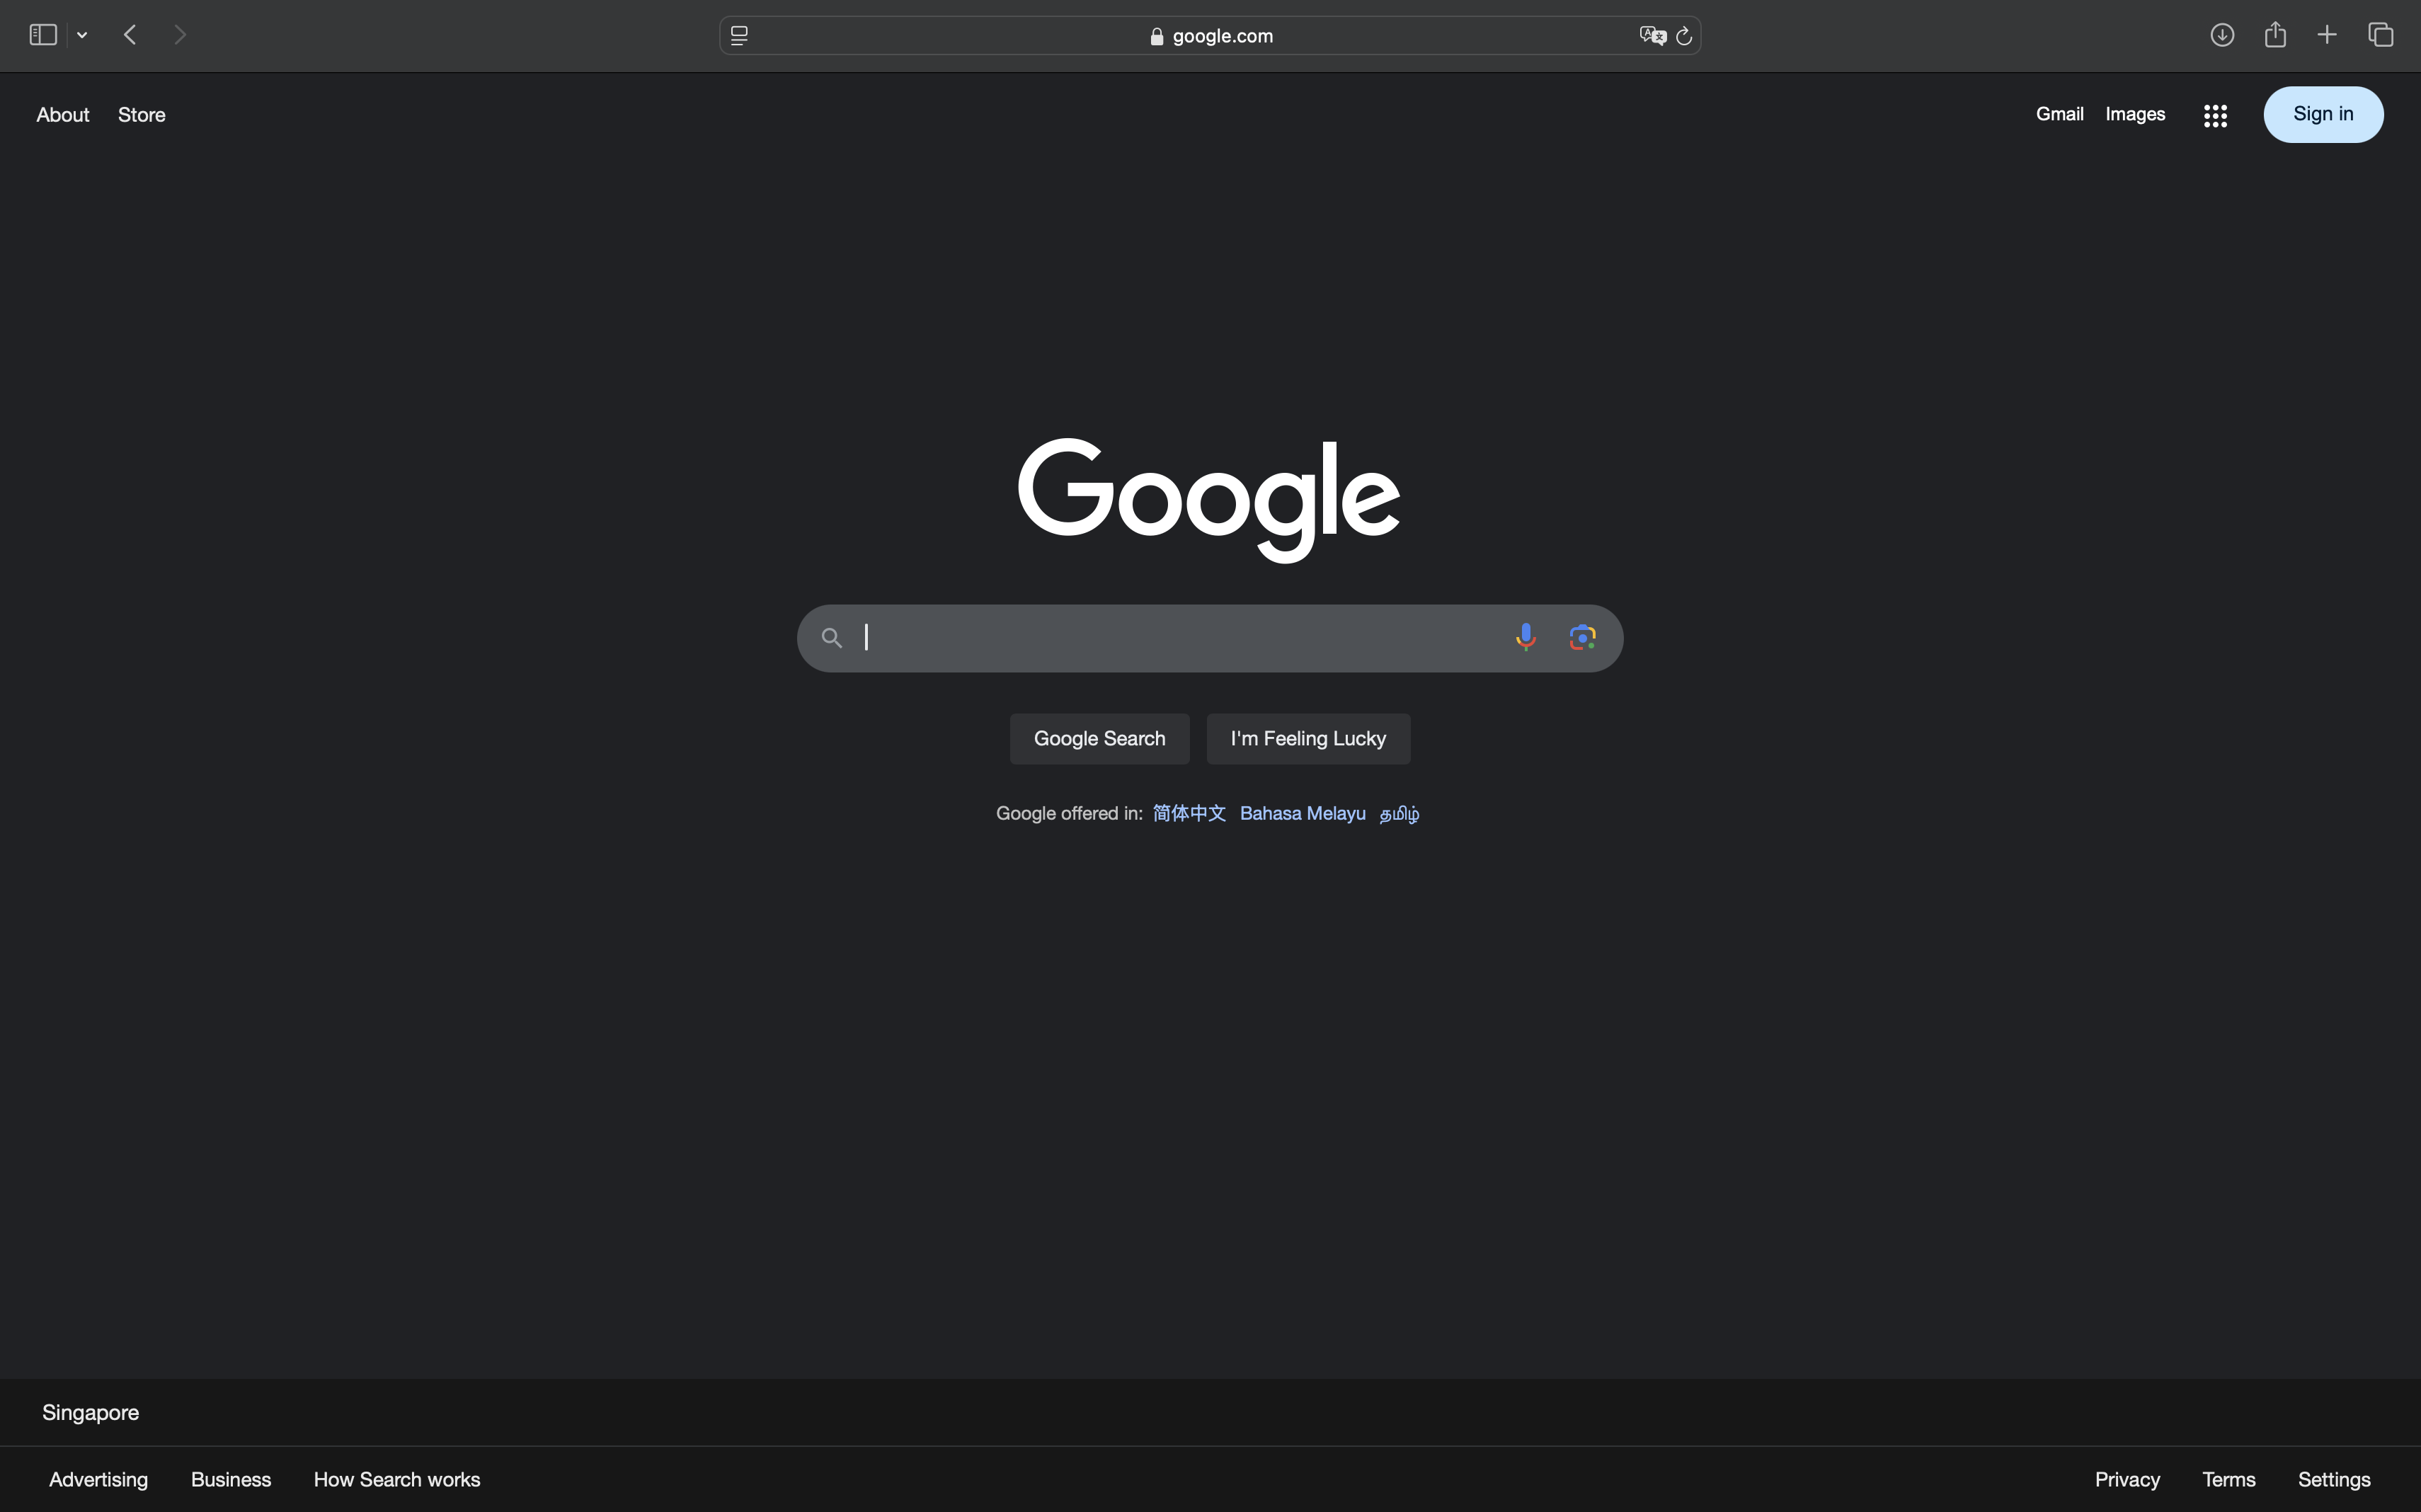 google.com
About Store Gmail Images Sign in
Google
Google Search I'm Feeling Lucky
Google offered in: 简体中文 Bahasa Melayu தமிழ்
Singapore
Advertising Business How Search works Privacy Terms Settings